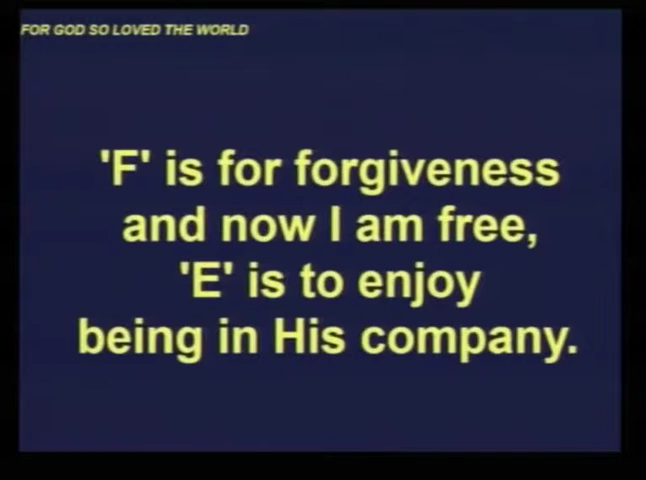 FOR GOD SO LOVED THE WORLD
'F' is for forgiveness
and now I am free,
'E' is to enjoy
being in His company.